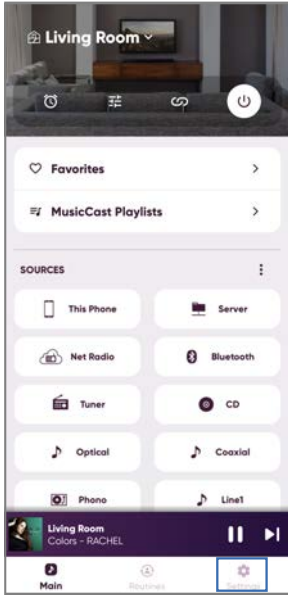 Living Room
Favorites
MusicCast Playlists
SOURCES
This Phone
Server
Net Radio
Bluetooth
Tuner
CD
Optical
Coaxial
Phono
Line1
Living Room
Colors - RACHEL
Main
Routines
Settings